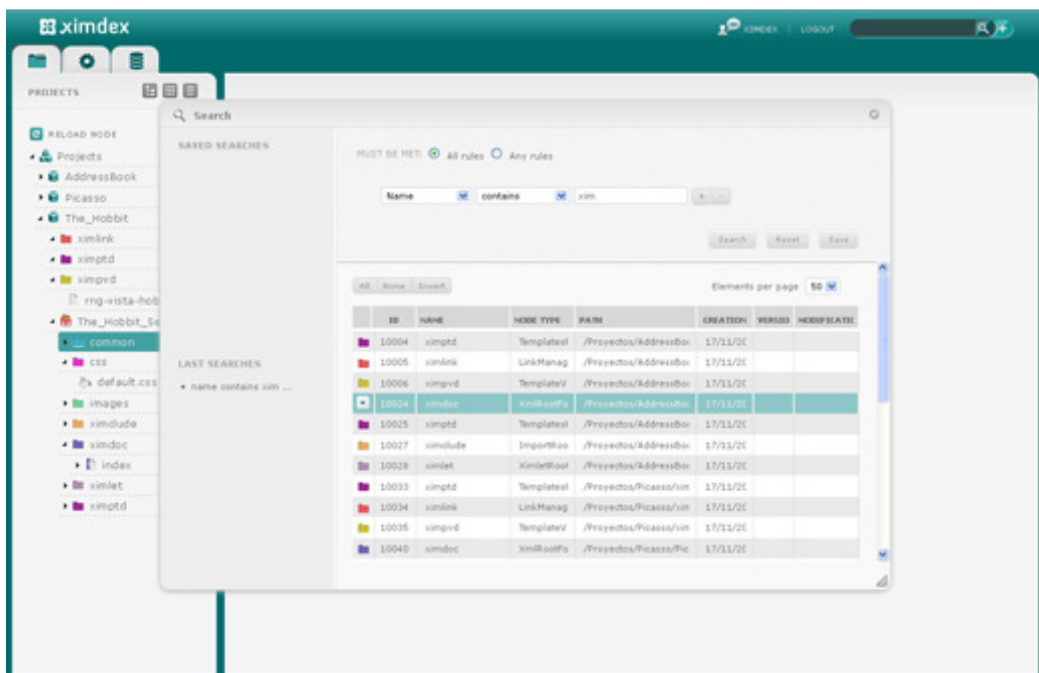 ximdex
XIMDEX
LOGOUT
PROJECTS
RELOAD NODE
Projects
AddressBook
Picasso
The_Hobbit
ximlink
ximptd
ximpvd
rng-vista-hob
The_Hobbit_Se
common
css
default.css
images
ximclude
ximdoc
index
ximlet
ximptd
Search
SAVED SEARCHES
LAST SEARCHES
name contains xim ...
MUST BE MET: All rules Any rules
Name contains xim + -
Search Reset Save
All None Invert Elements per page 50
ID NAME NODE TYPE PATH CREATION VERSIO MODIFICATIC
10004 ximptd Templatesl /Proyectos/AddressBoo 17/11/20
10005 ximlink LinkManag /Proyectos/AddressBoo 17/11/20
10006 ximpvd TemplateV /Proyectos/AddressBoo 17/11/20
10024 ximdoc XmlRootFo /Proyectos/AddressBoo 17/11/20
10025 ximptd Templatesl /Proyectos/AddressBoo 17/11/20
10027 ximclude ImportRoo /Proyectos/AddressBoo 17/11/20
10028 ximlet XimletRoot /Proyectos/AddressBoo 17/11/20
10033 ximptd Templatesl /Proyectos/Picasso/xim 17/11/20
10034 ximlink LinkManag /Proyectos/Picasso/xim 17/11/20
10035 ximpvd TemplateV /Proyectos/Picasso/xim 17/11/20
10040 ximdoc XmlRootFo /Proyectos/Picasso/Pic 17/11/20